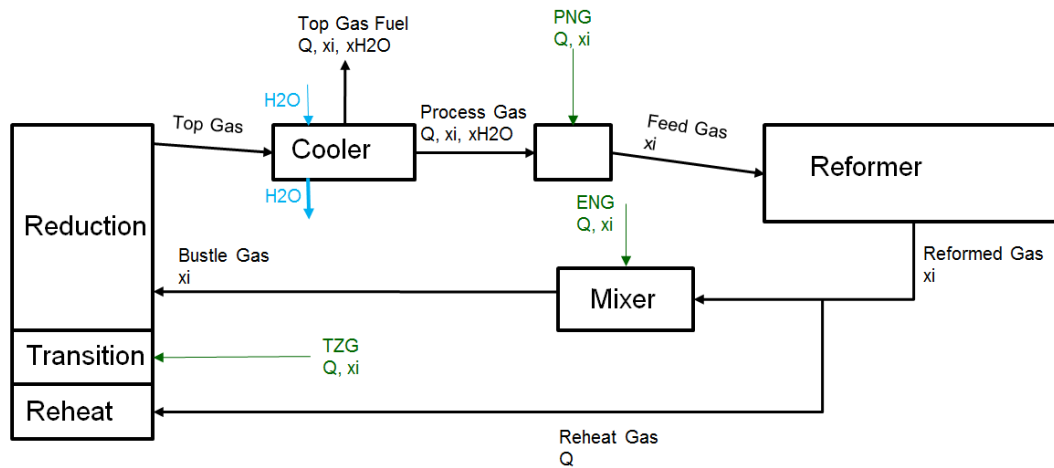 Top Gas Fuel
Q, xi, xH2O
PNG
Q, xi
H2O
Top Gas
Cooler
Process Gas
Q, xi, xH2O
Feed Gas
xi
Reformer
H2O
ENG
Q, xi
Reduction
Bustle Gas
xi
Mixer
Reformed Gas
xi
Transition
TZG
Q, xi
Reheat
Reheat Gas
Q